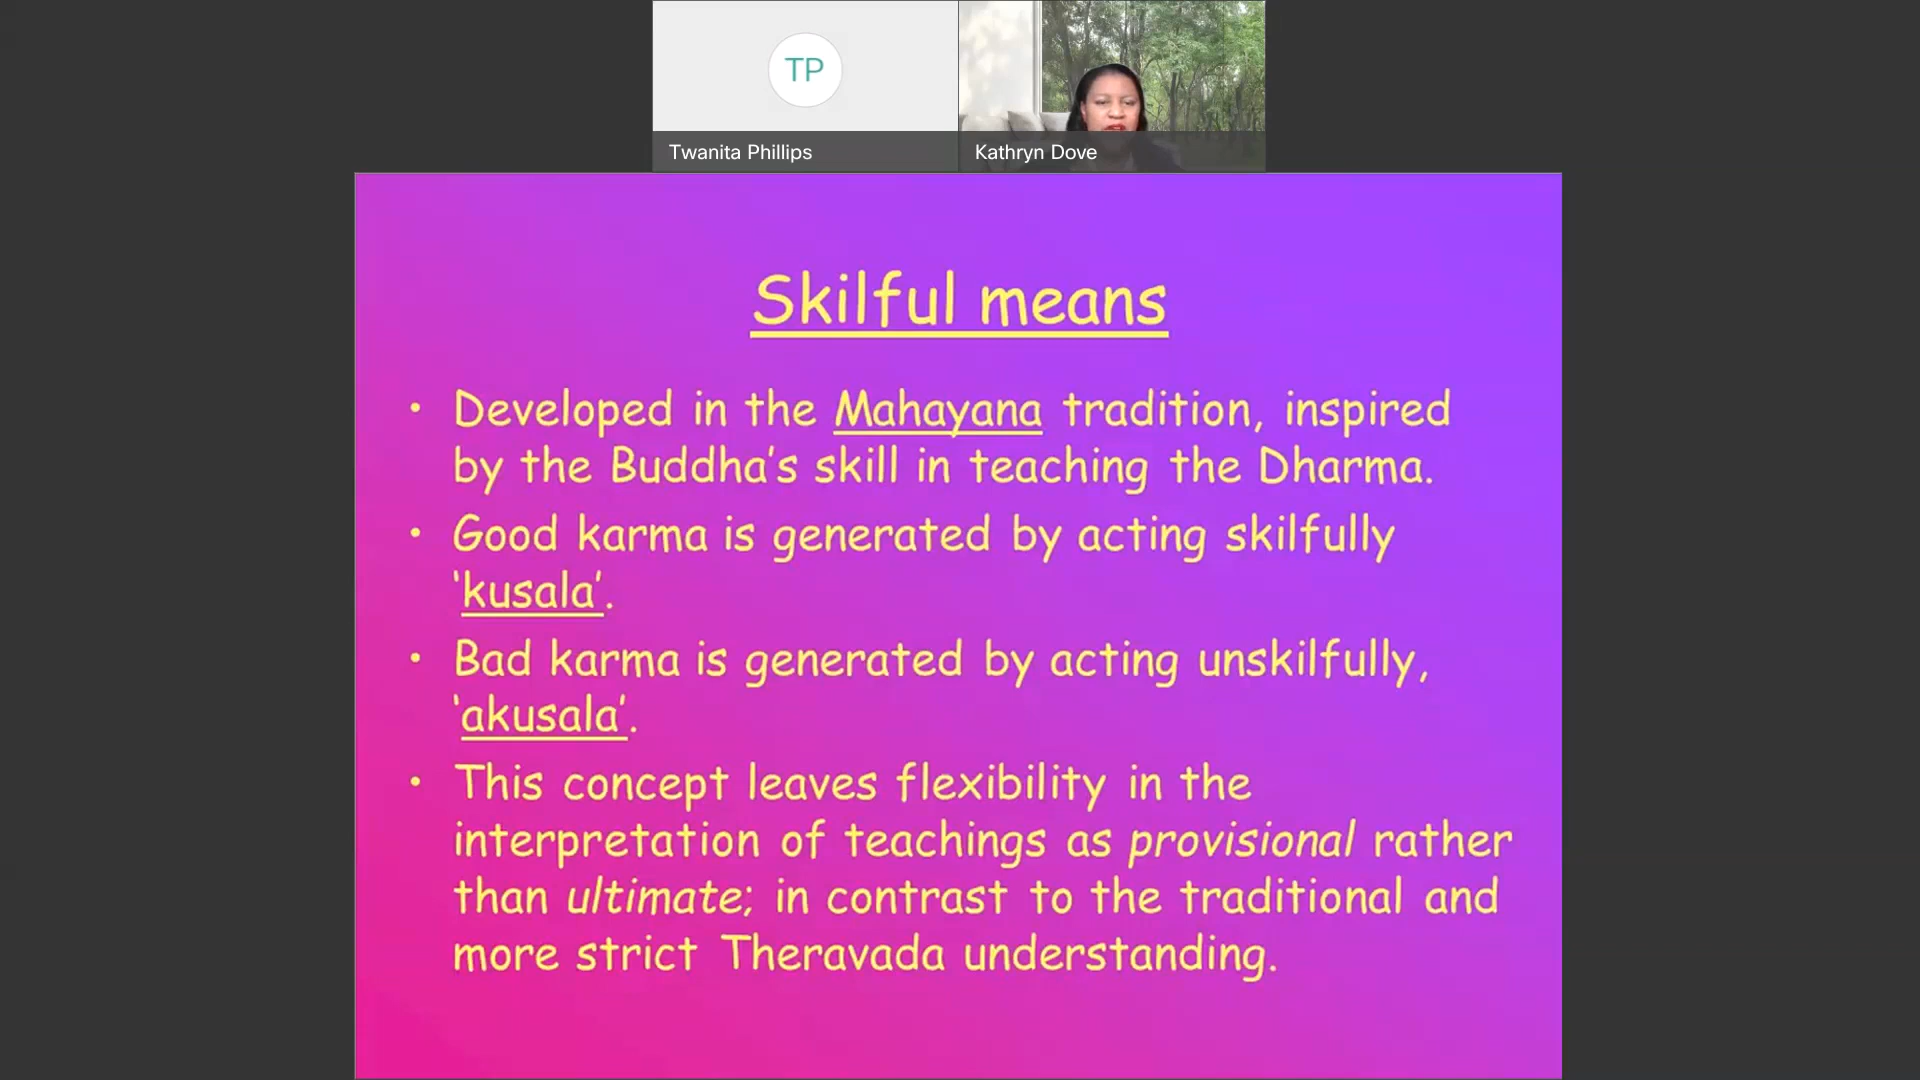 TP
Twanita Phillips
Kathryn Dove
Skilful means
• Developed in the Mahayana tradition, inspired
by the Buddha's skill in teaching the Dharma.
• Good karma is generated by acting skilfully
‘kusala’.
• Bad karma is generated by acting unskilfully,
‘akusala’.
• This concept leaves flexibility in the
interpretation of teachings as provisional rather
than ultimate; in contrast to the traditional and
more strict Theravada understanding.